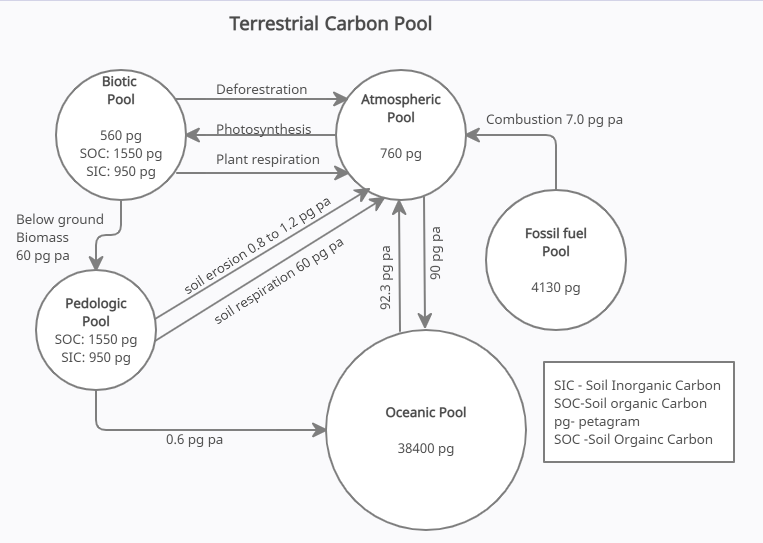 Terrestrial Carbon Pool
Biotic
Pool
560 pg
SOC: 1550 pg
SIC: 950 pg
Deforestration
Photosynthesis
Plant respiration
Atmospheric
Pool
760 pg
Combustion 7.0 pg pa
Below ground
Biomass
60 pg pa
soil erosion 0.8 to 1.2 pg pa
soil respiration 60 pg pa
92.3 pg pa
90 pg pa
Fossil fuel
Pool
4130 pg
Pedologic
Pool
SOC: 1550 pg
SIC: 950 pg
0.6 pg pa
Oceanic Pool
38400 pg
SIC - Soil Inorganic Carbon
SOC-Soil organic Carbon
pg- petagram
SOC -Soil Orgainc Carbon